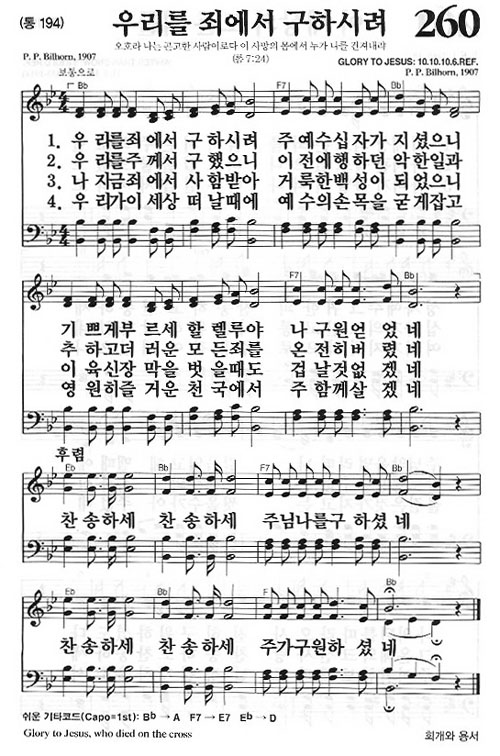 (통 194)
우리를 죄에서 구하시려
260
오호라 나는 곤고한 사람이로다 이 사망의 몸에서 누가 나를 건져내랴
(롬 7:24)
P. P. Bilhorn, 1907
GLORY TO JESUS: 10.10.10.6.REF.
P. P. Bilhorn, 1907
보통으로
Bb F7 Bb
1. 우 리를죄 에서 구 하시려 주 예수십 자가 지 셨으니
2. 우 리를주 께서 구 했으니 이 전에행 하던 악 한일과
3. 나 지금죄 에서 사 함받아 거 룩한백 성이 되 었으니
4. 우 리가이 세상 떠 날때에 예 수의손 목을 굳 게잡고
F7 Bb
기 쁘게부 르세 할 렐루야 나 구원얻 었 네
추 하고더 러운 모 든죄를 온 전히버 렸 네
이 육신장 막을 벗 을때도 겁 날것없 겠 네
영 원히즐 거운 천 국에서 주 함께살 겠 네
후렴
Eb Bb F7 Bb
찬 송하세 찬 송하세 주님나를구 하셨 네
Eb Bb F7 Bb
찬 송하세 찬 송하세 주가구원하 셨 네
쉬운 기타코드(Capo=1st): Bb → A F7 → E7 Eb → D
Glory to Jesus, who died on the cross
회개와 용서